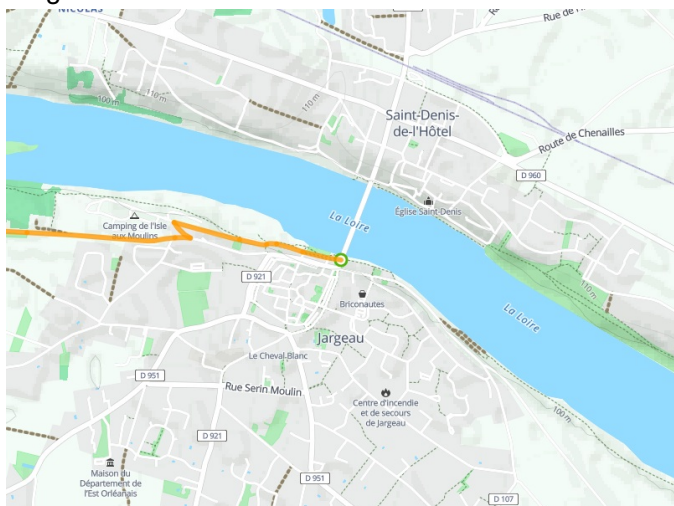 NICOLAS
Rue de
100 m
110 m
110 m
Saint-Denis-
de-l'Hôtel
Route de Chenailles
D 960
Église Saint-Denis
La Loire
Camping de l'Isle
aux Moulins
110 m
D 921
Briconautes
La Loire
Jargeau
Le Cheval Blanc
D 951
Rue Serin Moulin
Centre d'Incendie
et de secours
de Jargeau
100 m
D 921
Maison du
Département de
l'Est Orléanais
D 951
D 107